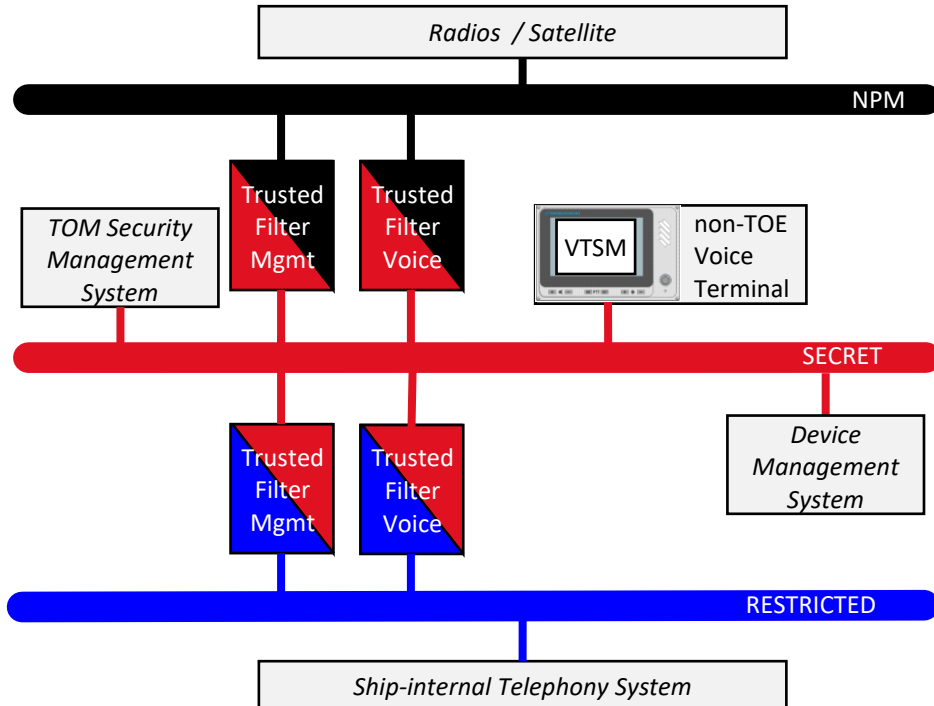 Radios / Satellite
NPM
Trusted
Filter
Mgmt
Trusted
Filter
Voice
TOM Security
Management
System
VTSM
non-TOE
Voice
Terminal
PTT
SECRET
Trusted
Filter
Mgmt
Trusted
Filter
Voice
Device
Management
System
RESTRICTED
Ship-internal Telephony System